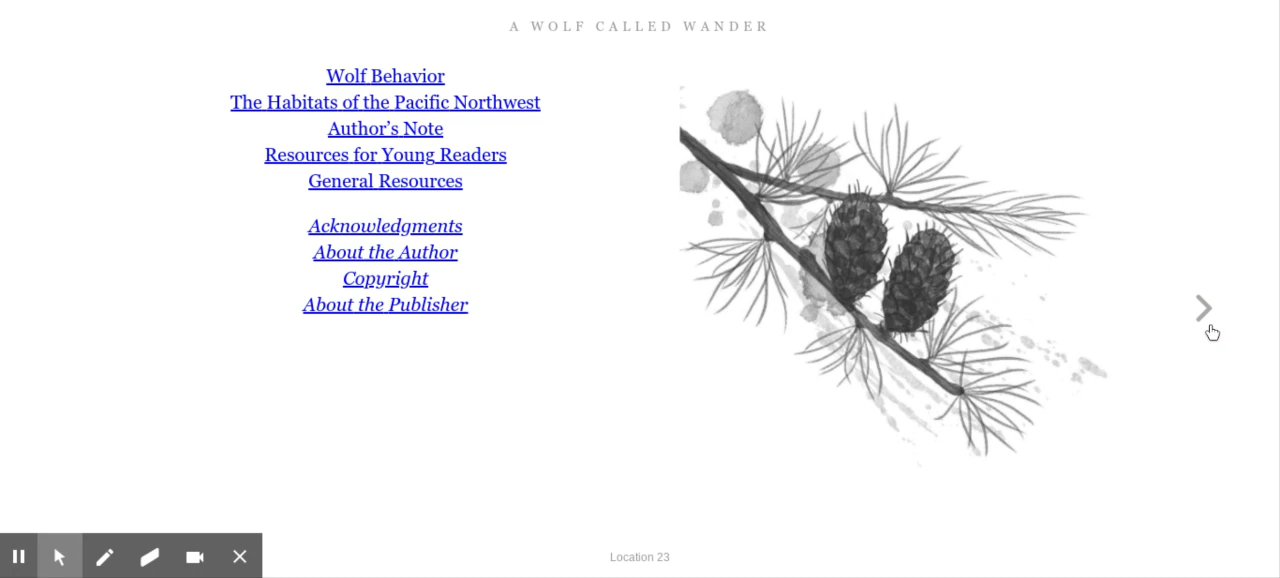 A WOLF CALLED WANDER
Wolf Behavior
The Habitats of the Pacific Northwest
Author’s Note
Resources for Young Readers
General Resources
Acknowledgments
About the Author
Copyright
About the Publisher
Location 23